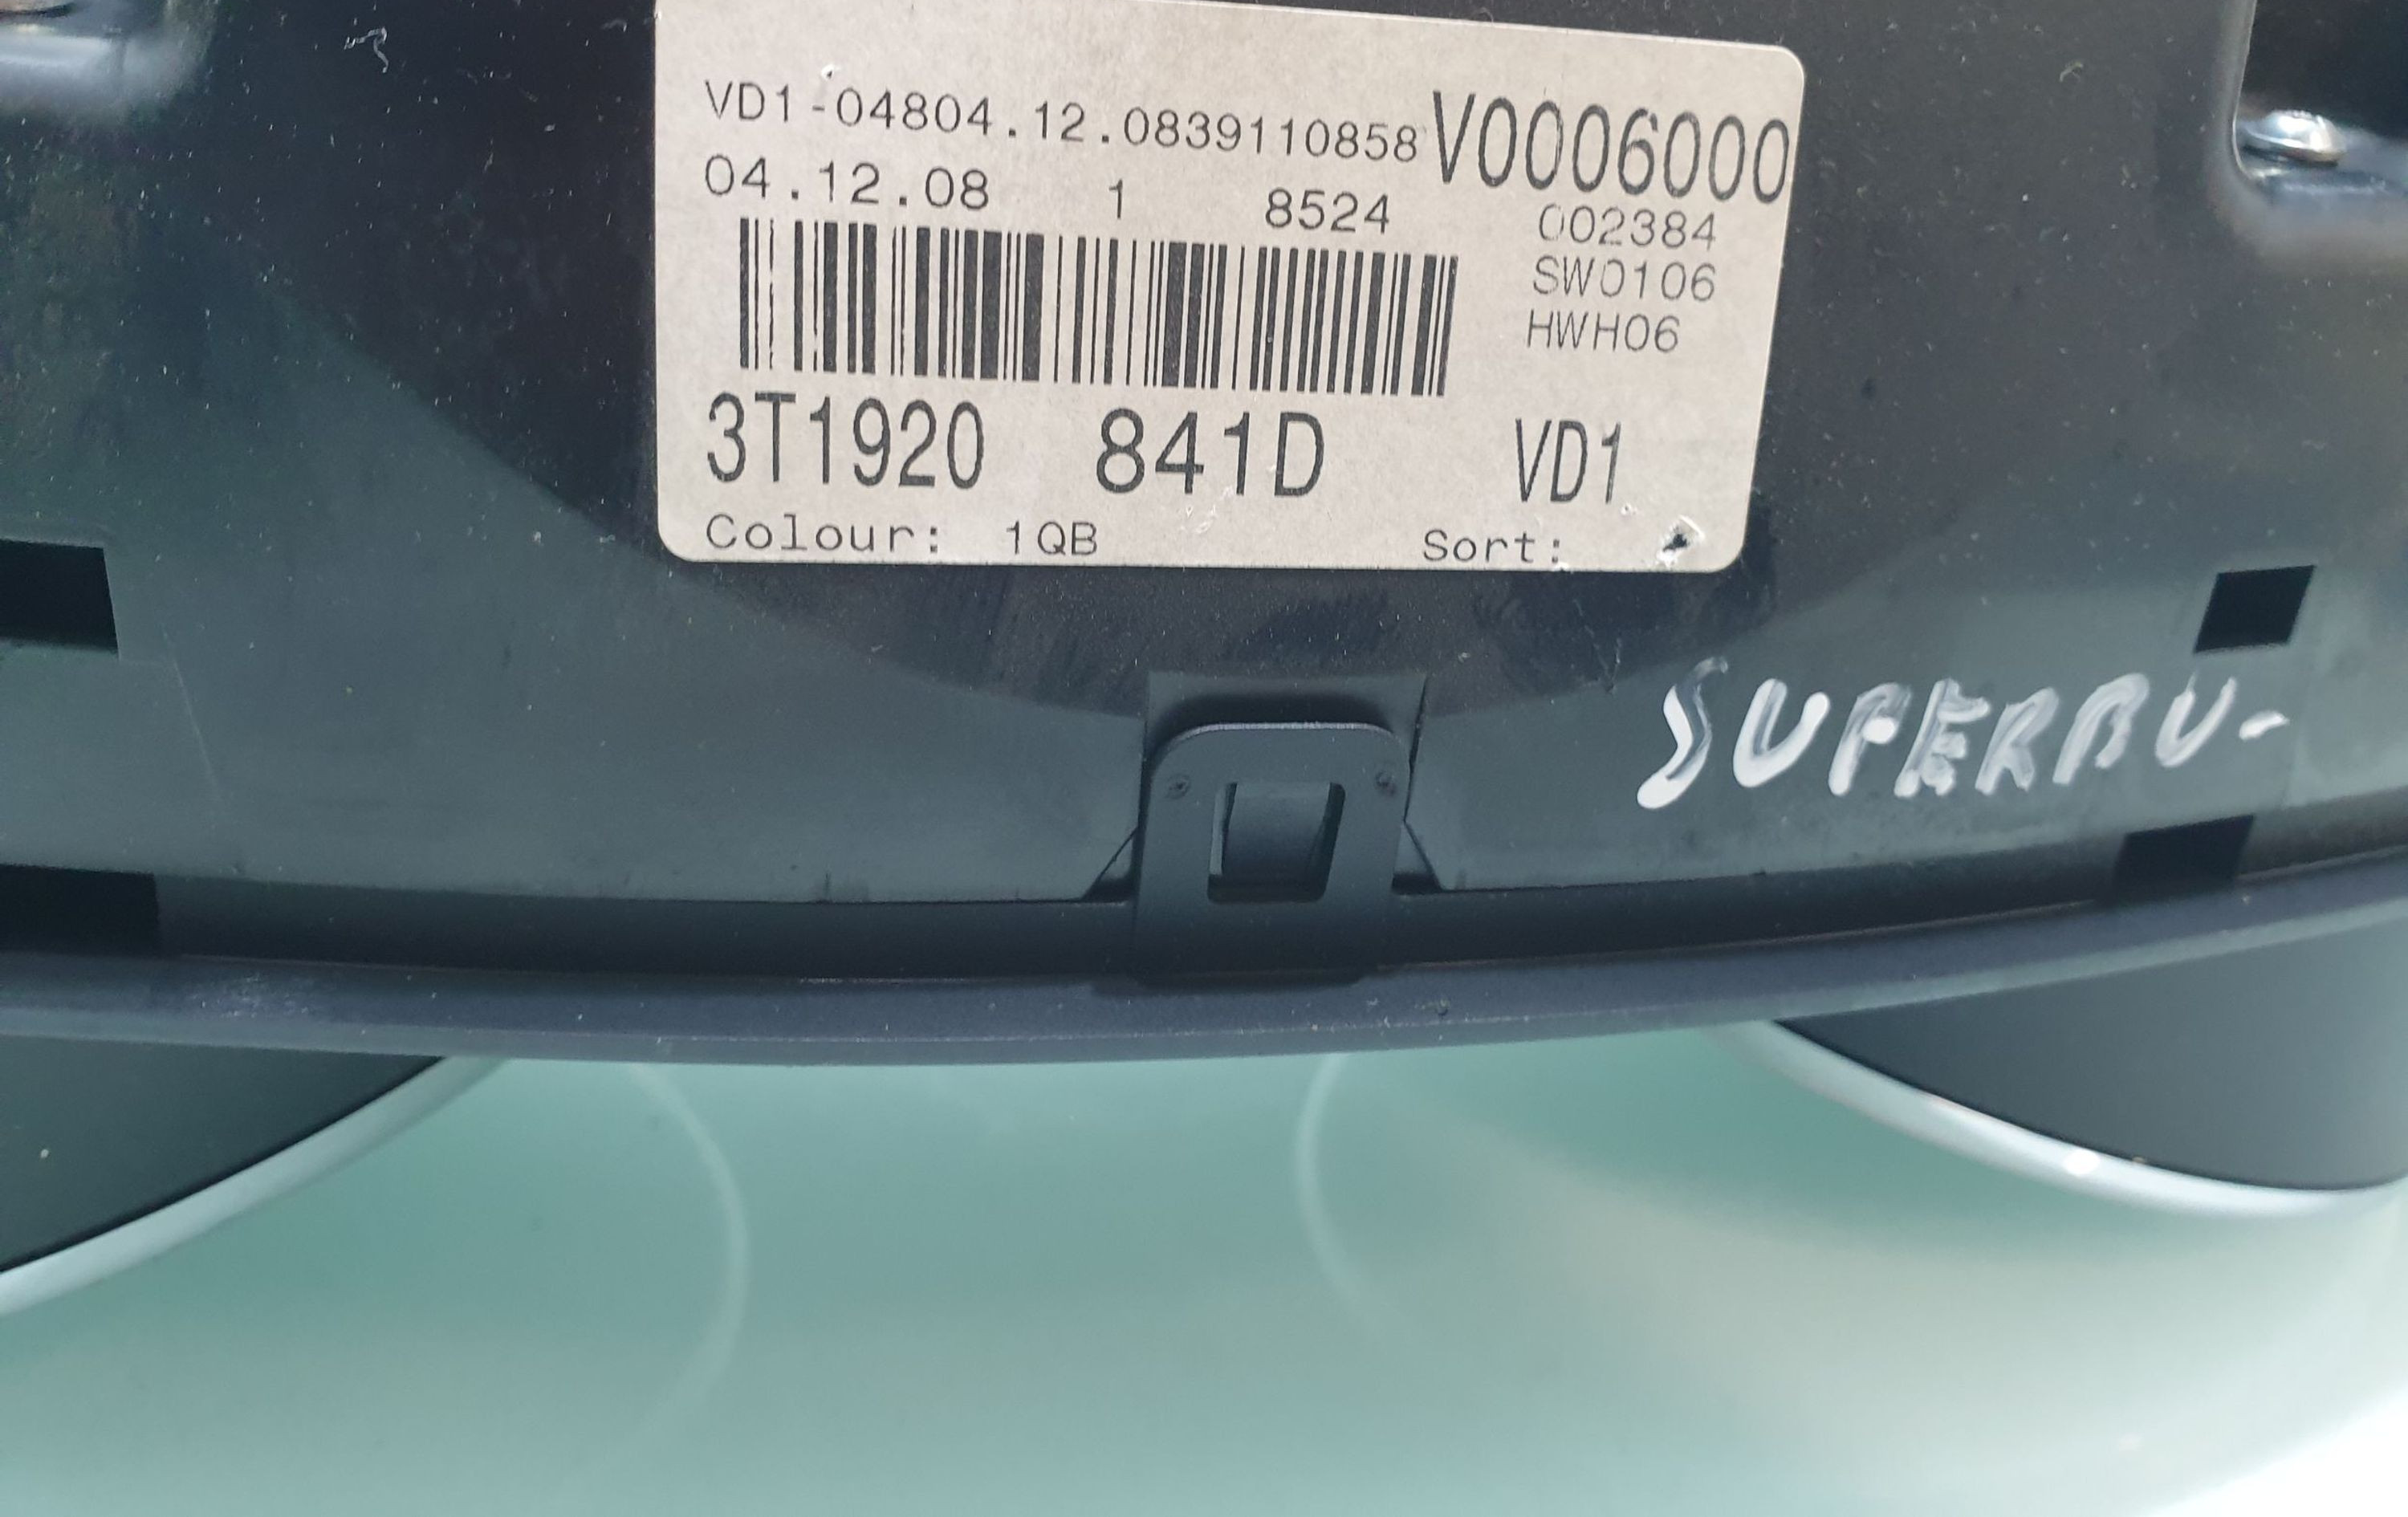 VD1-04804.12.0839110858 V0006000
04.12.08 1 8524 002384
SW0106
HWH06
3T1920 841D VD1
Colour: 1QB Sort:
SUPERBU-